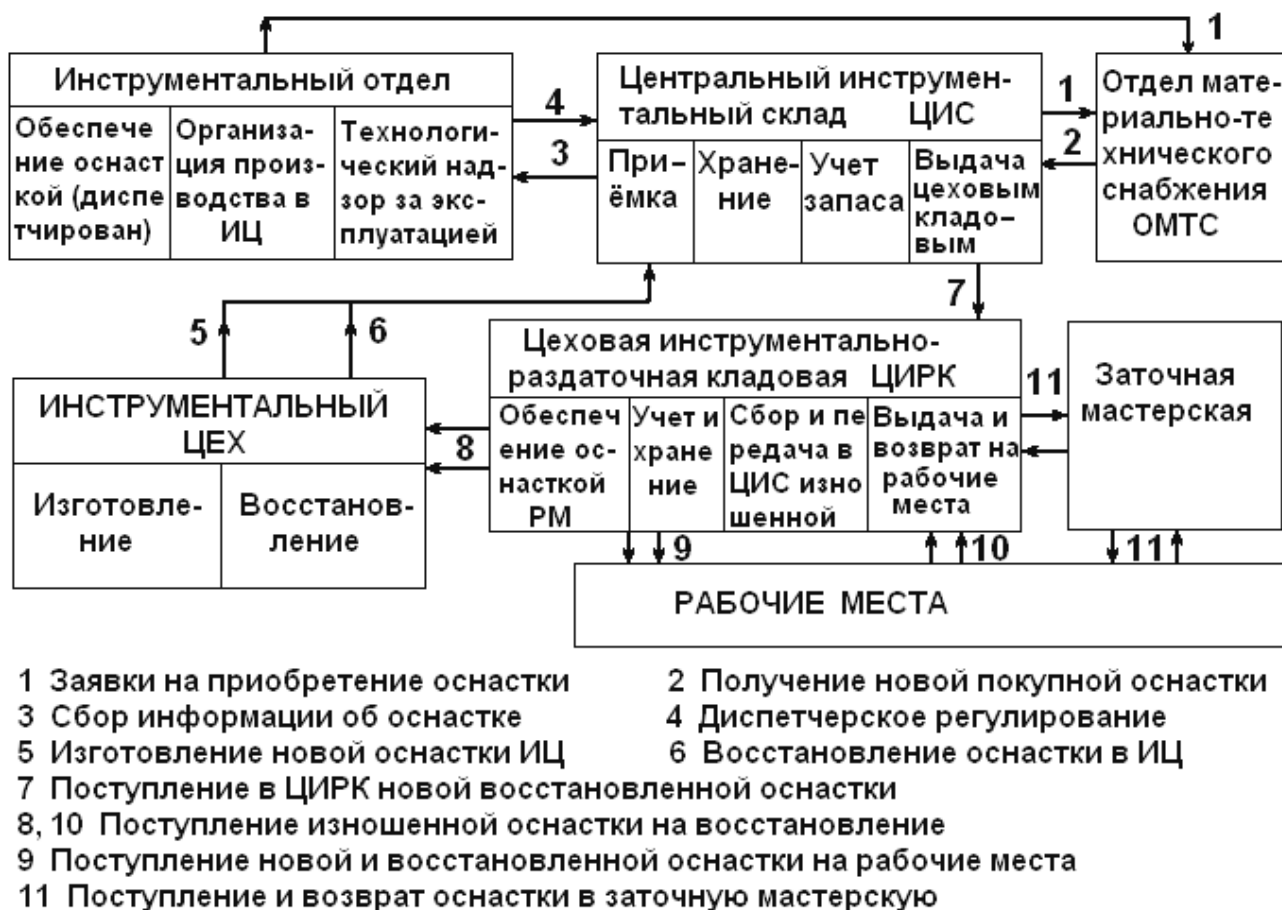 1
Инструментальный отдел
Обеспече
ние оснаст
кой (диспе
тчирован)
Организа-
ция произ-
водства в
ИЦ
Технологи-
ческий над-
зор за экс-
плуатацией
4
3
Центральный инструмен-
тальный склад ЦИС
При–
ёмка
Хране-
ние
Учет
запаса
Выдача
цеховым
кладо–
вым
1
2
Отдел мате-
риально-те
хнического
снабжения
ОМТС
5
6
7
ИНСТРУМЕНТАЛЬНЫЙ
ЦЕХ
Изготовле-
ние
Восстанов-
ление
8
Цеховая инструментально-
раздаточная кладовая ЦИРК
Обеспеч
ение ос-
насткой
РМ
Учет и
хране
ние
Сбор и пе
редача в
ЦИС изно
шенной
Выдача и
возврат на
рабочие
места
11
Заточная
мастерская
9
10
11
РАБОЧИЕ МЕСТА
1 Заявки на приобретение оснастки
2 Получение новой покупной оснастки
3 Сбор информации об оснастке
4 Диспетчерское регулирование
5 Изготовление новой оснастки ИЦ
6 Восстановление оснастки в ИЦ
7 Поступление в ЦИРК новой восстановленной оснастки
8, 10 Поступление изношенной оснастки на восстановление
9 Поступление новой и восстановленной оснастки на рабочие места
11 Поступление и возврат оснастки в заточную мастерскую